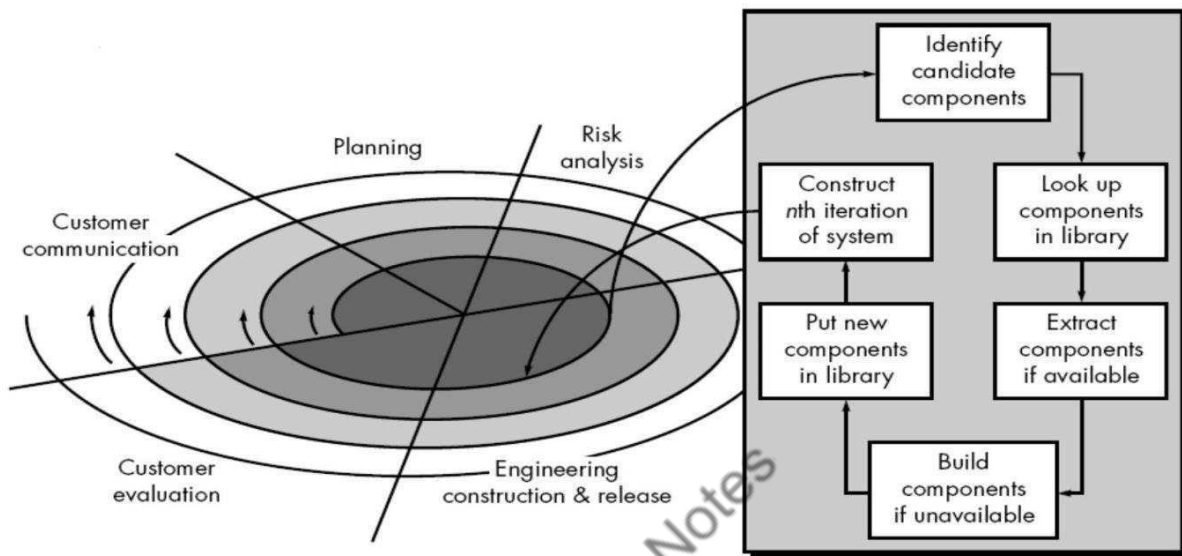 Planning
Risk
analysis
Customer
communication
Customer
evaluation
Engineering
construction & release
Identify
candidate
components
Look up
components
in library
Extract
components
if available
Build
components
if unavailable
Put new
components
in library
Construct
nth iteration
of system
Notes